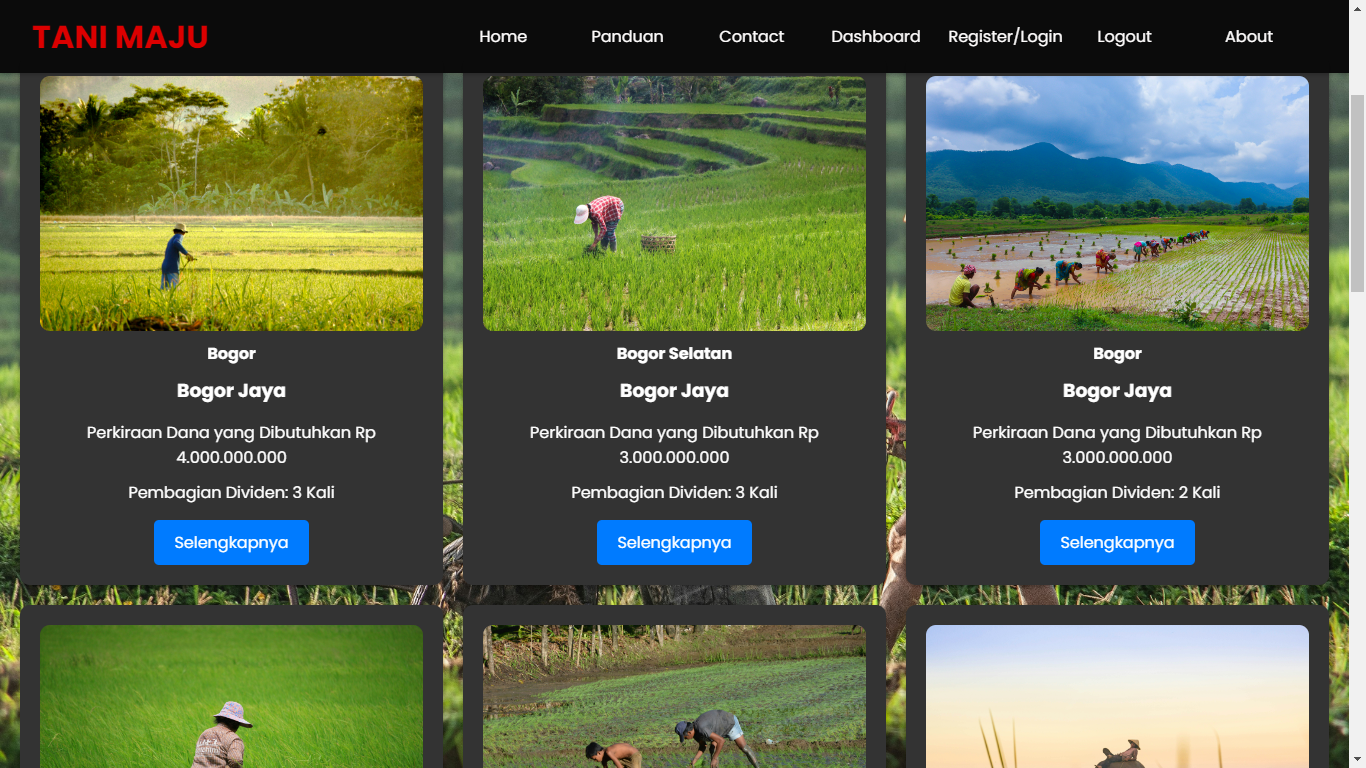 TANI MAJU
Home Panduan Contact Dashboard Register/Login Logout About
Bogor
Bogor Jaya
Perkiraan Dana yang Dibutuhkan Rp
4.000.000.000
Pembagian Dividen: 3 Kali
Selengkapnya
Bogor Selatan
Bogor Jaya
Perkiraan Dana yang Dibutuhkan Rp
3.000.000.000
Pembagian Dividen: 3 Kali
Selengkapnya
Bogor
Bogor Jaya
Perkiraan Dana yang Dibutuhkan Rp
3.000.000.000
Pembagian Dividen: 2 Kali
Selengkapnya